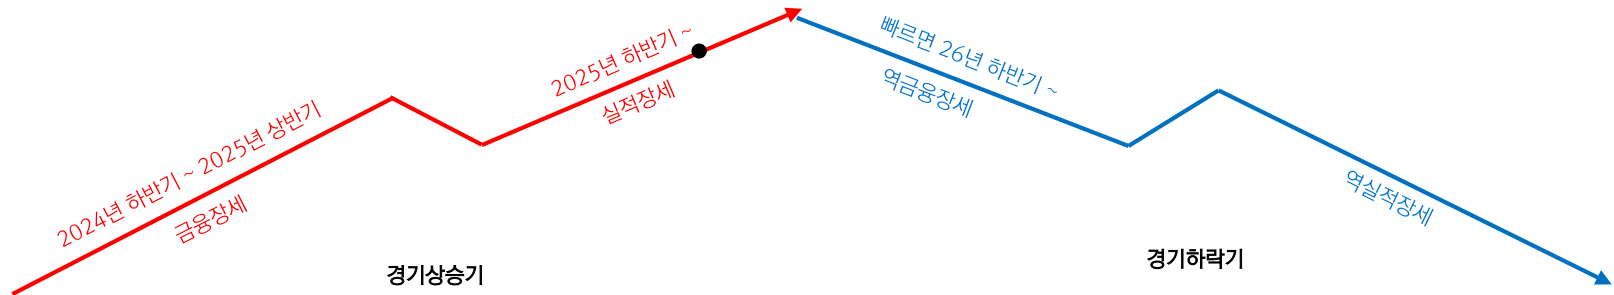 2024년 하반기 ~ 2025년 상반기
금융장세
2025년 하반기 ~
실적장세
경기상승기
빠르면 26년 하반기 ~
역금융장세
역실적장세
경기하락기